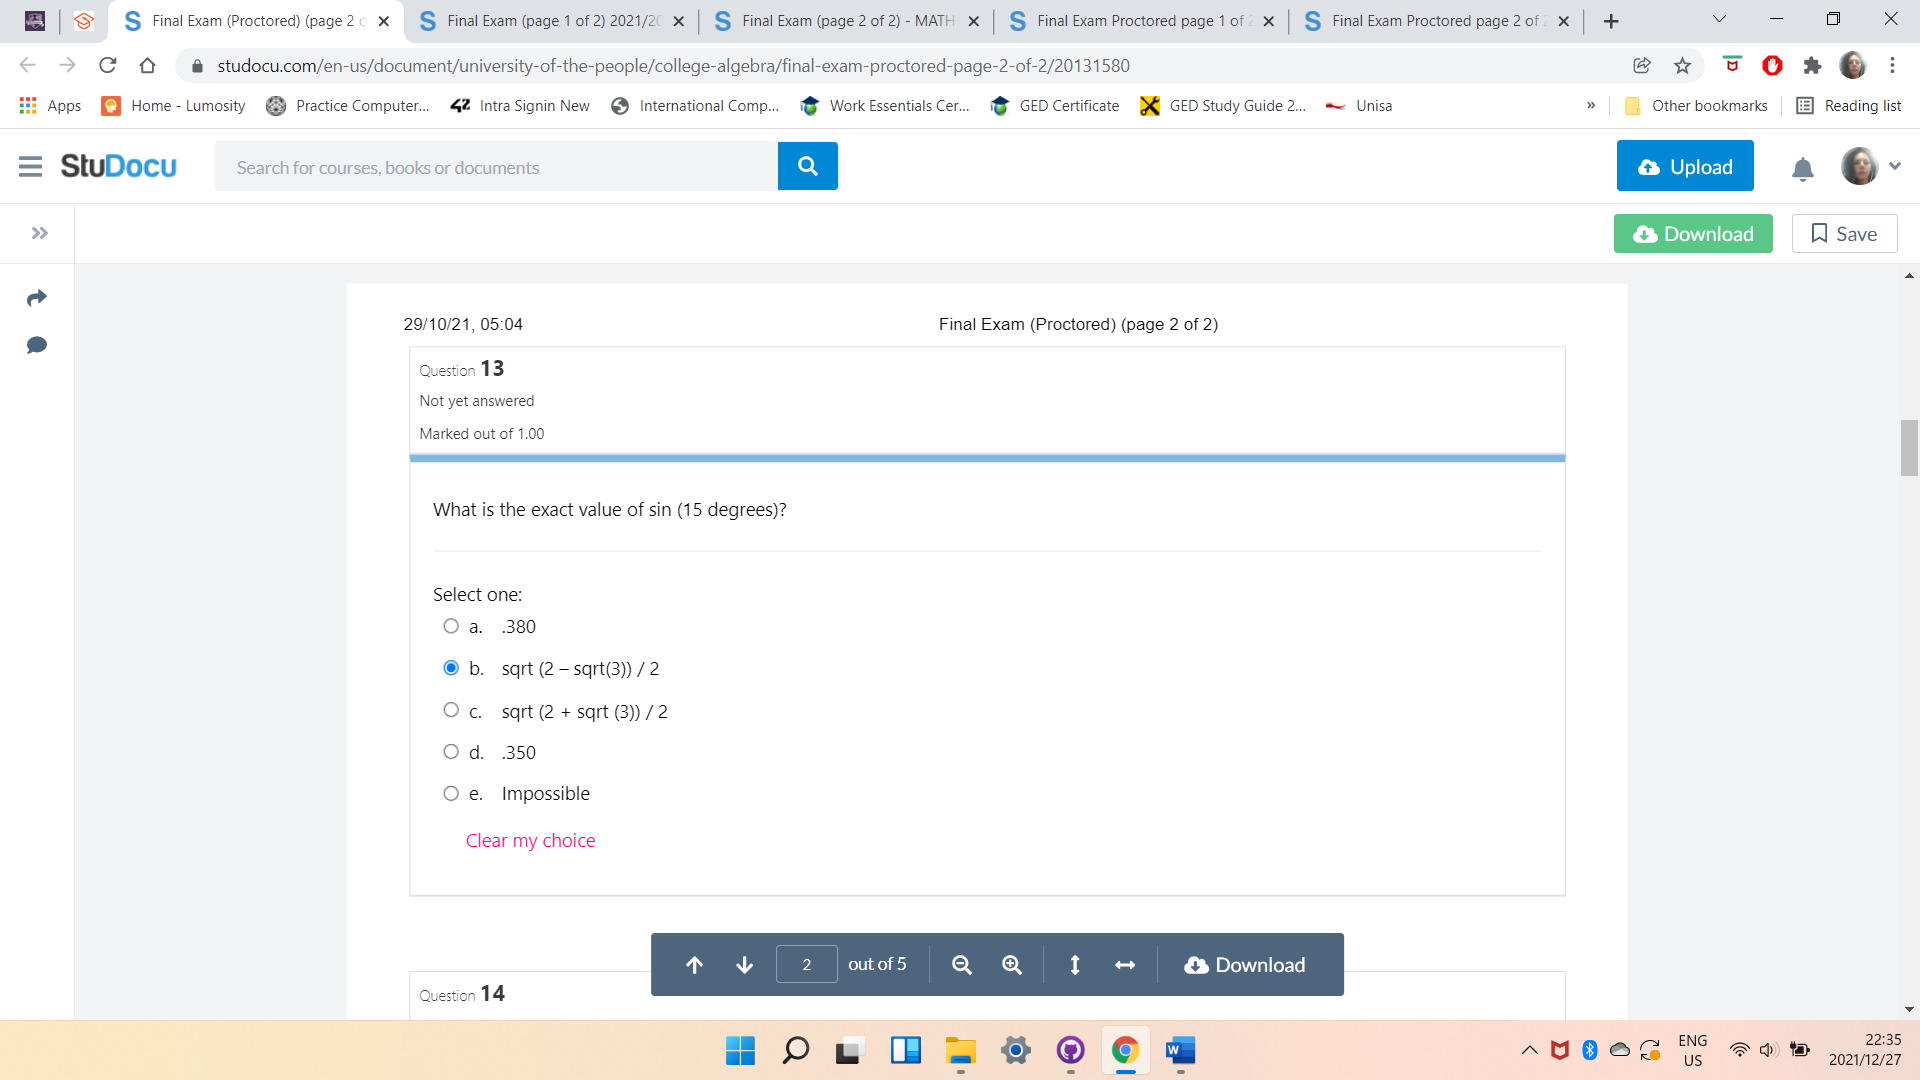 Final Exam (Proctored) (page 2 o
Final Exam (page 1 of 2) 2021/20
Final Exam (page 2 of 2) - MATH
Final Exam Proctored page 1 of 2
Final Exam Proctored page 2 of 2
studocu.com/en-us/document/university-of-the-people/college-algebra/final-exam-proctored-page-2-of-2/20131580
Apps
Home - Lumosity
Practice Computer...
Intra Signin New
International Comp...
Work Essentials Cer...
GED Certificate
GED Study Guide 2...
Unisa
»
Other bookmarks
Reading list
StuDocu
Search for courses, books or documents
Upload
Download
Save
29/10/21, 05:04
Final Exam (Proctored) (page 2 of 2)
Question 13
Not yet answered
Marked out of 1.00
What is the exact value of sin (15 degrees)?
Select one:
a. .380
b. sqrt (2 – sqrt(3)) / 2
c. sqrt (2 + sqrt (3)) / 2
d. .350
e. Impossible
Clear my choice
2 out of 5
Download
Question 14
ENG
US
22:35
2021/12/27